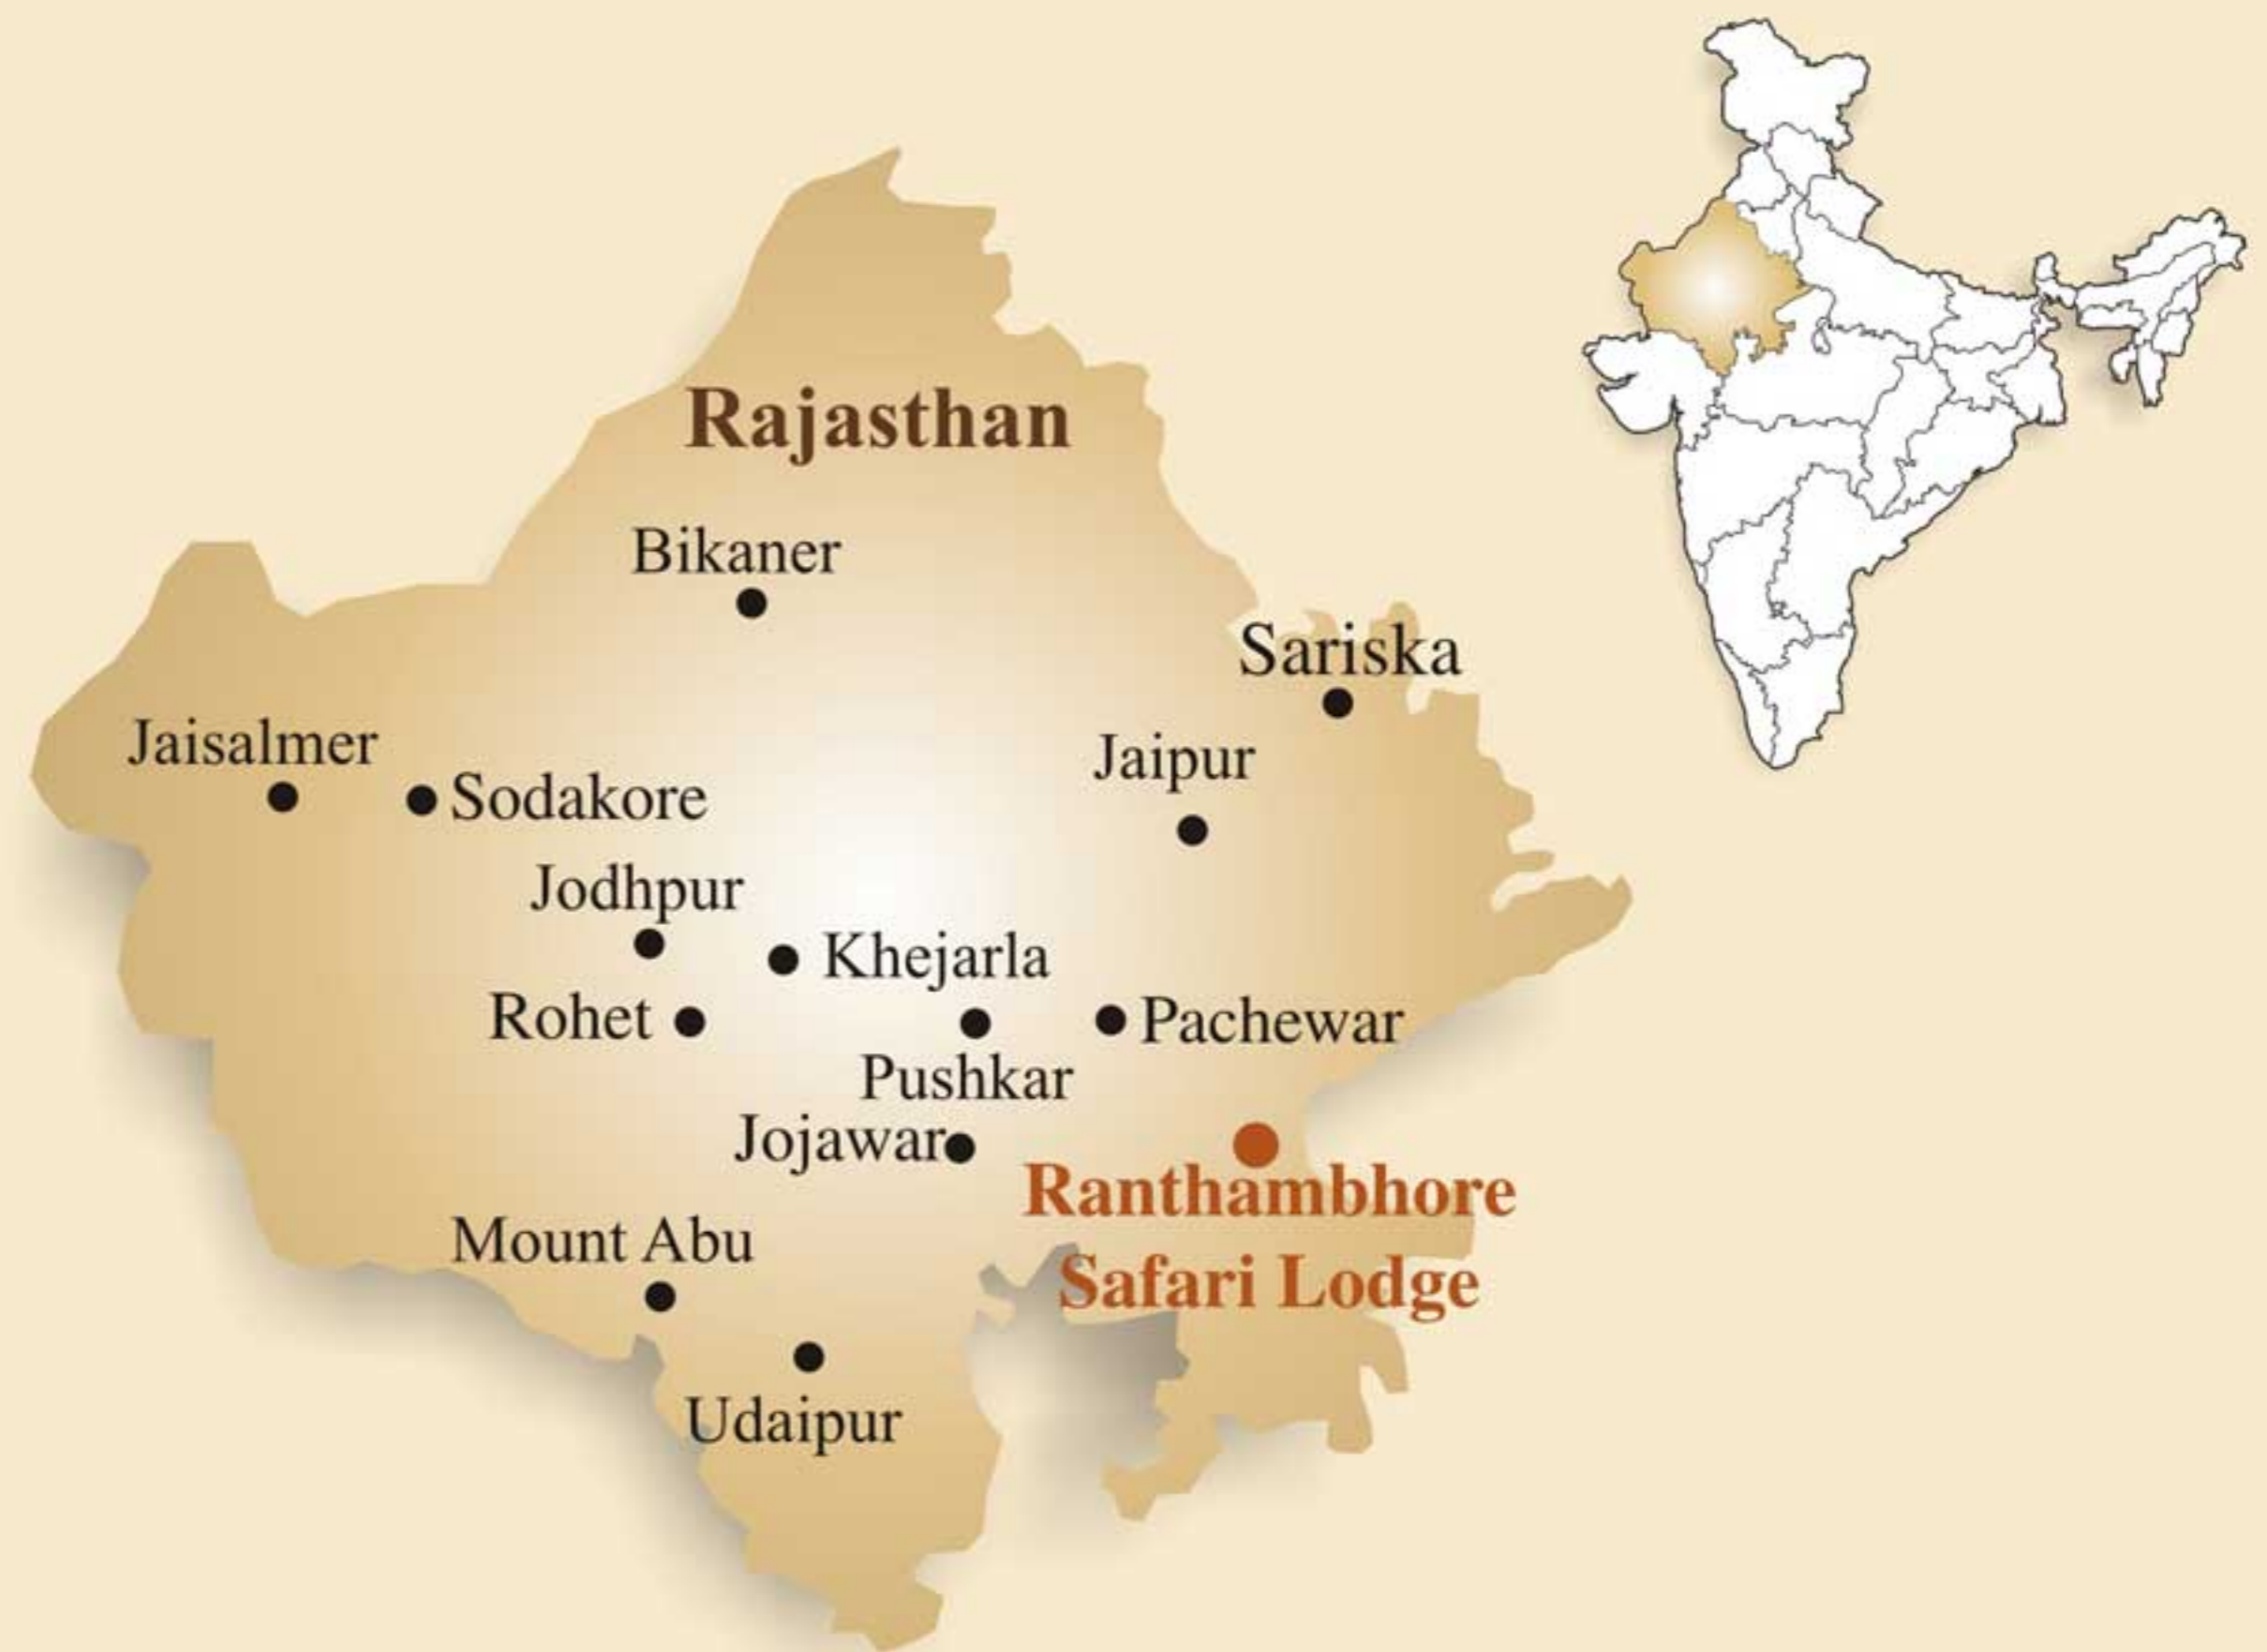 Rajasthan
Bikaner
Sariska
Jaisalmer
Jaipur
Sodakore
Jodhpur
Khejarla
Rohet
Pachewar
Pushkar
Jojawar
Ranthambhore
Safari Lodge
Mount Abu
Udaipur